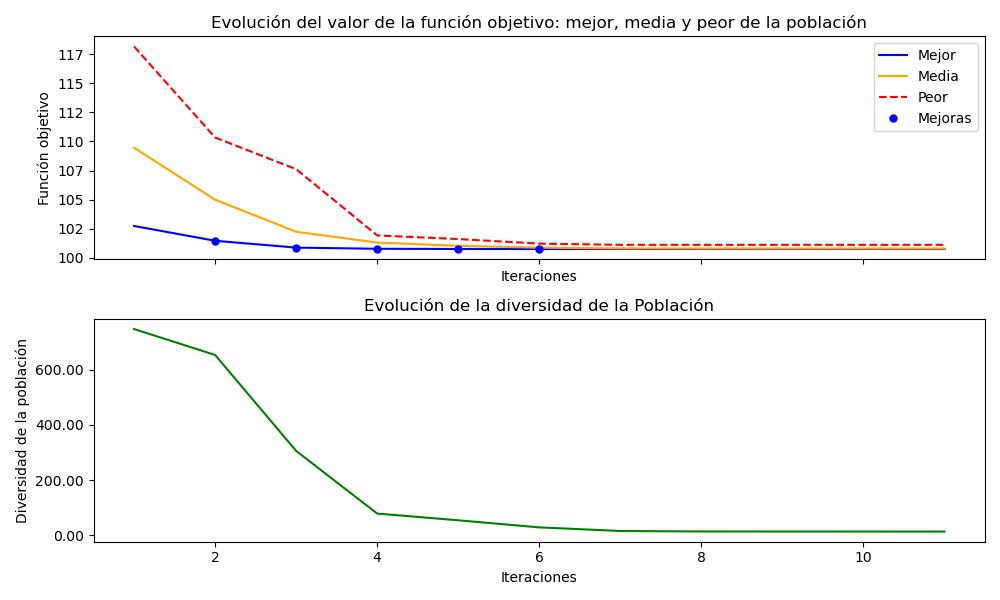 Evolución del valor de la función objetivo: mejor, media y peor de la población
117
115
112
110
107
105
102
100
Función objetivo
Mejor
Media
Peor
Mejoras
Iteraciones
Evolución de la diversidad de la Población
600.00
400.00
200.00
0.00
Diversidad de la población
2 4 6 8 10
Iteraciones